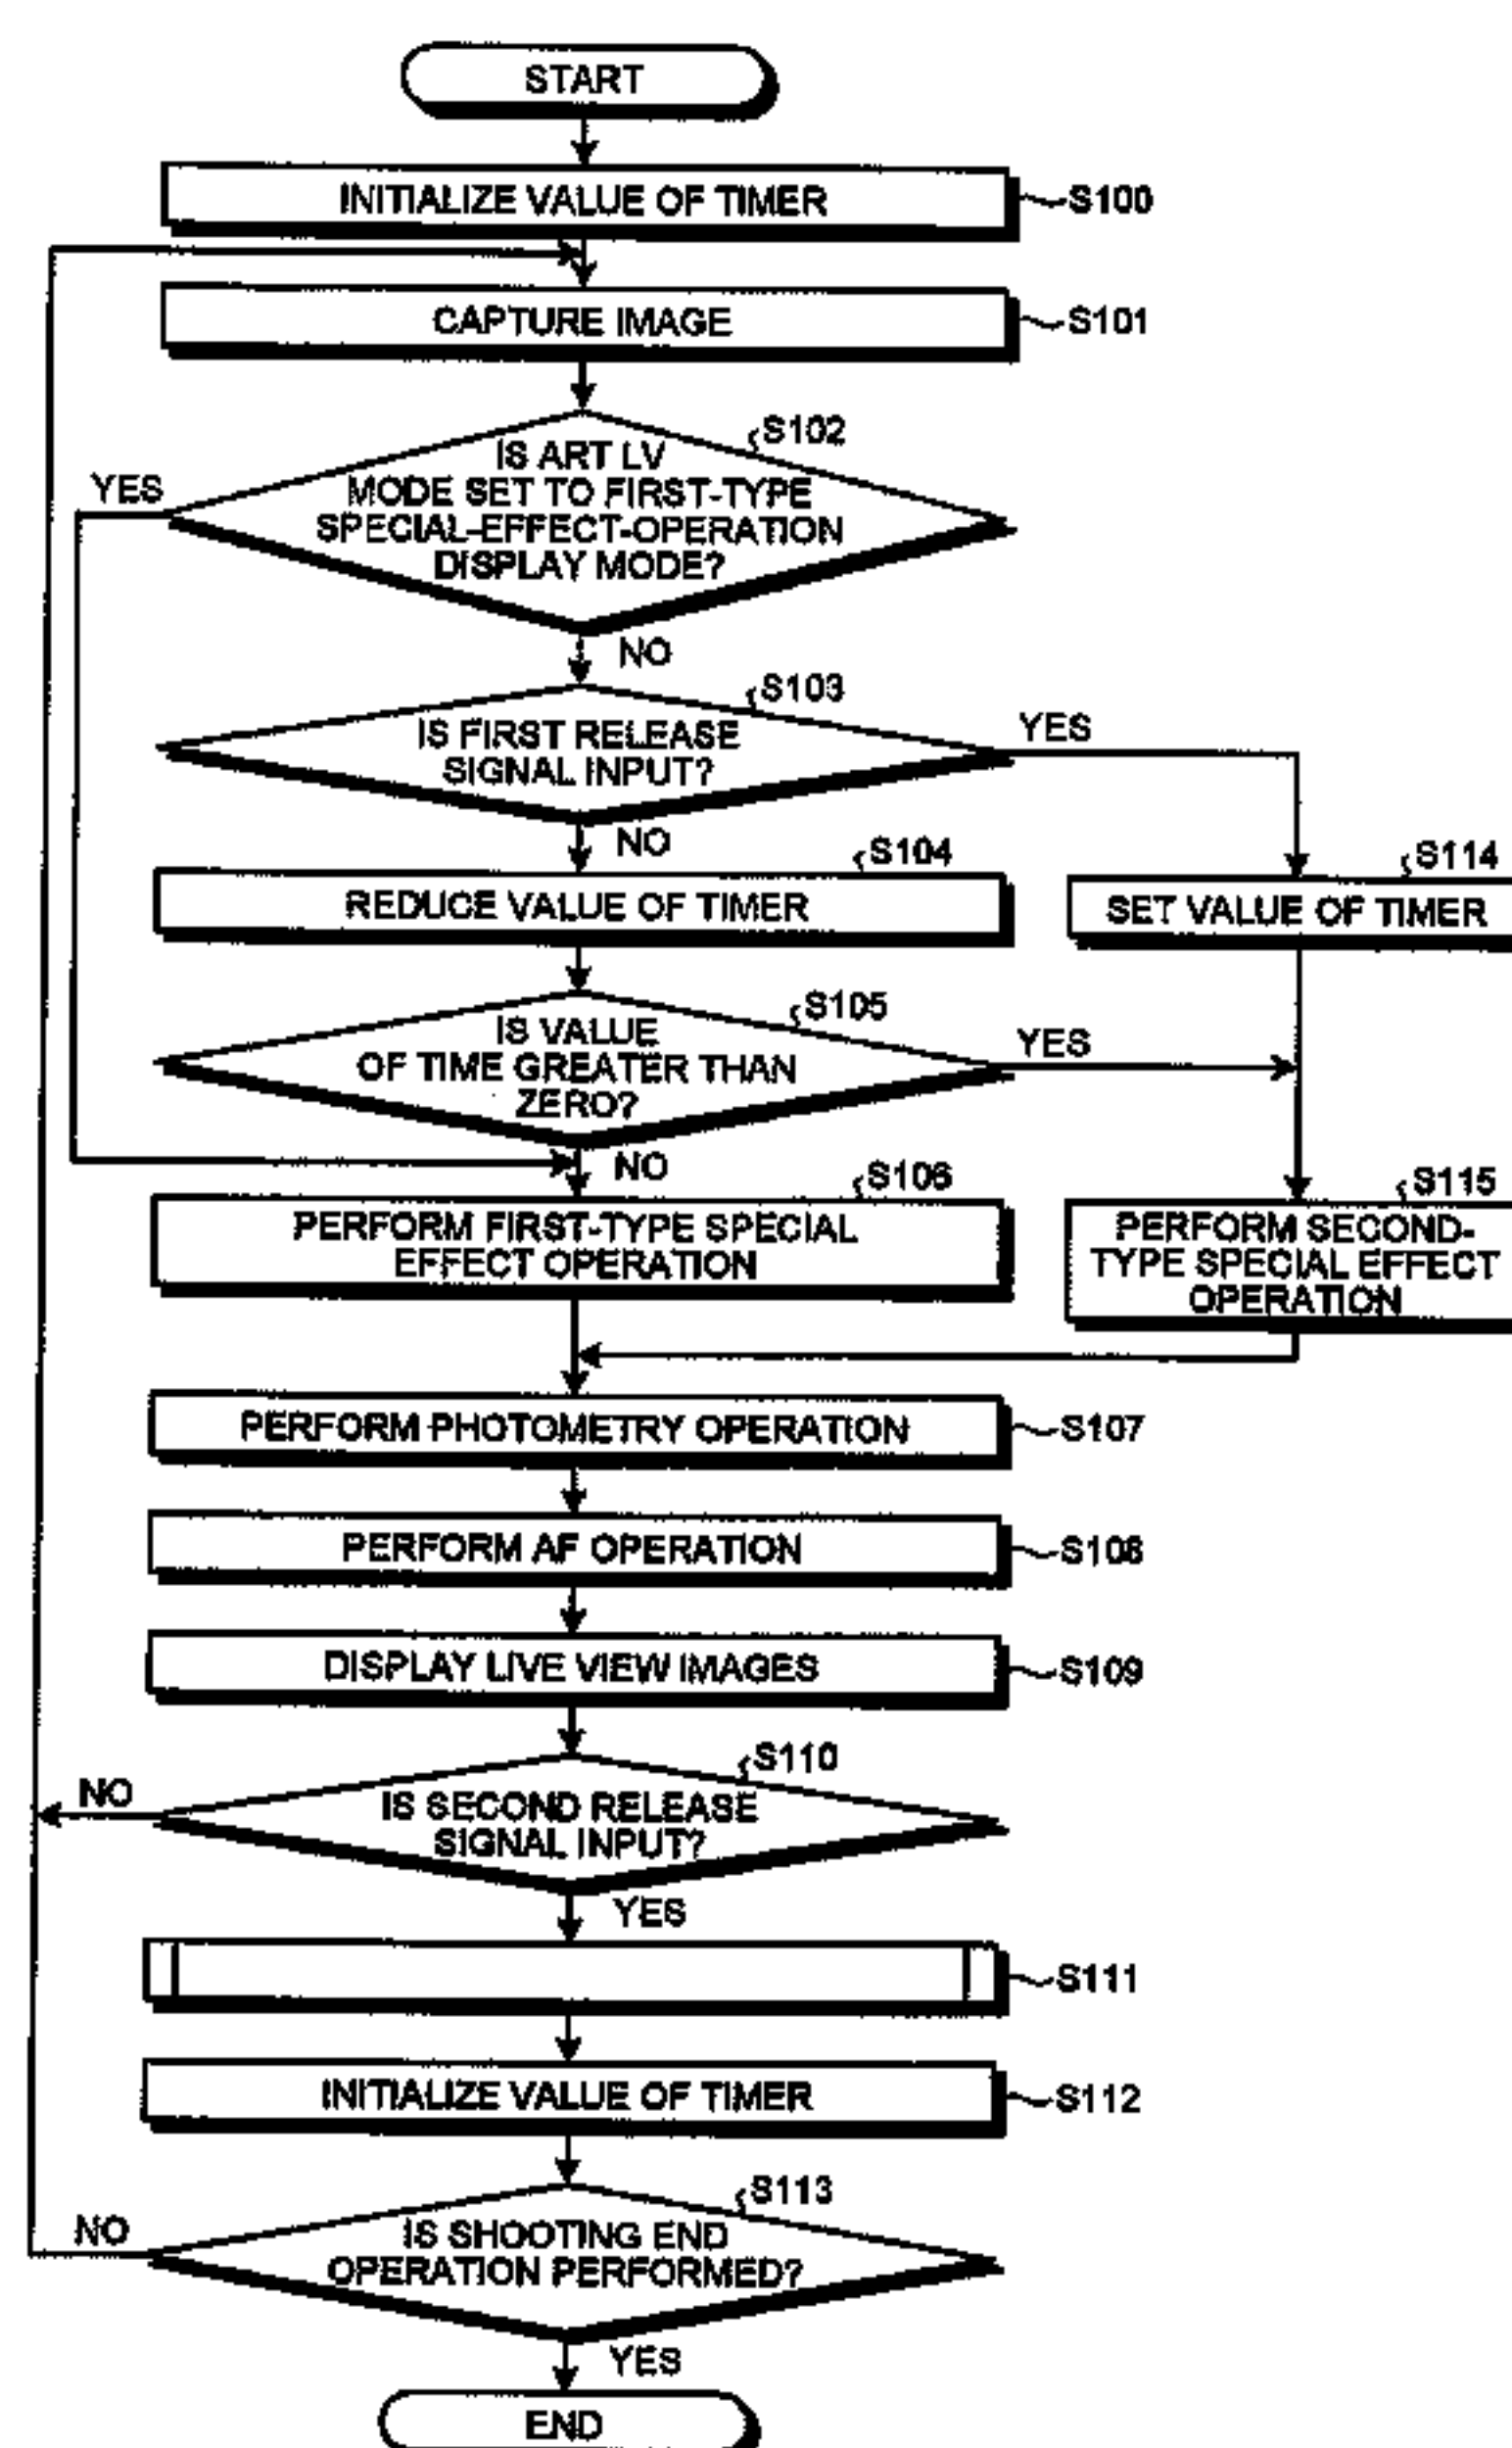 START
INITIALIZE VALUE OF TIMER
S100
CAPTURE IMAGE
S101
S102
IS ART LV
MODE SET TO FIRST-TYPE
SPECIAL-EFFECT-OPERATION
DISPLAY MODE?
YES
NO
S103
IS FIRST RELEASE
SIGNAL INPUT?
YES
NO
S104
REDUCE VALUE OF TIMER
S114
SET VALUE OF TIMER
S105
IS VALUE
OF TIME GREATER THAN
ZERO?
YES
NO
S106
PERFORM FIRST-TYPE SPECIAL
EFFECT OPERATION
S115
PERFORM SECOND-
TYPE SPECIAL EFFECT
OPERATION
PERFORM PHOTOMETRY OPERATION
S107
PERFORM AF OPERATION
S108
DISPLAY LIVE VIEW IMAGES
S109
S110
IS SECOND RELEASE
SIGNAL INPUT?
NO
YES
S111
INITIALIZE VALUE OF TIMER
S112
S113
IS SHOOTING END
OPERATION PERFORMED?
NO
YES
END